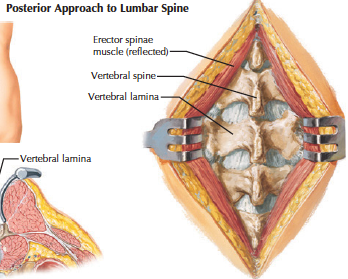 Posterior Approach to Lumbar Spine
Erector spinae
muscle (reflected)
Vertebral spine
Vertebral lamina
Vertebral lamina